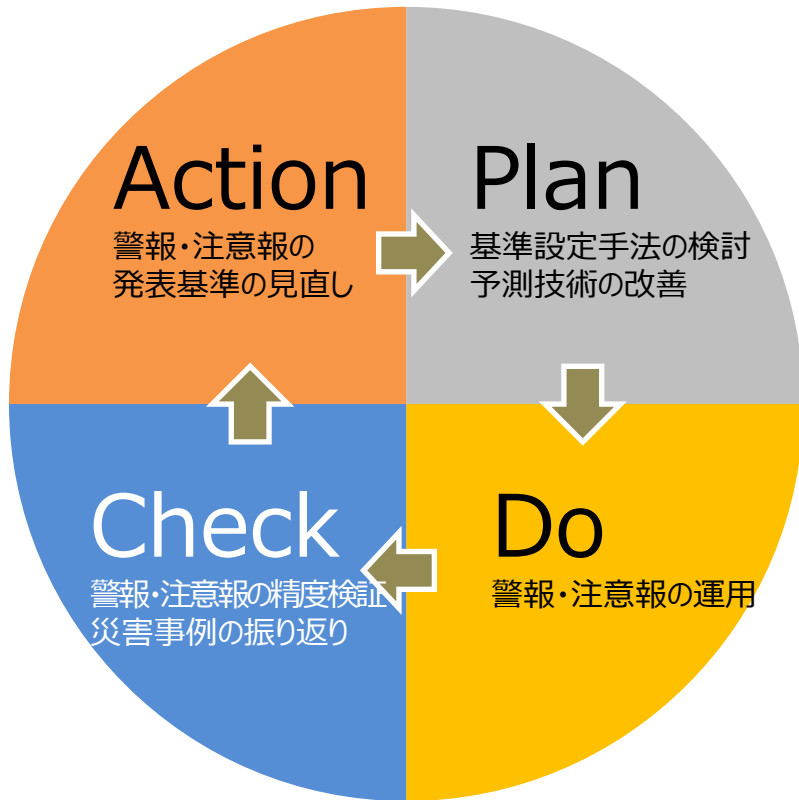 Action
警報・注意報の
発表基準の見直し
Plan
基準設定手法の検討
予測技術の改善
Check
警報・注意報の精度検証
災害事例の振り返り
Do
警報・注意報の運用